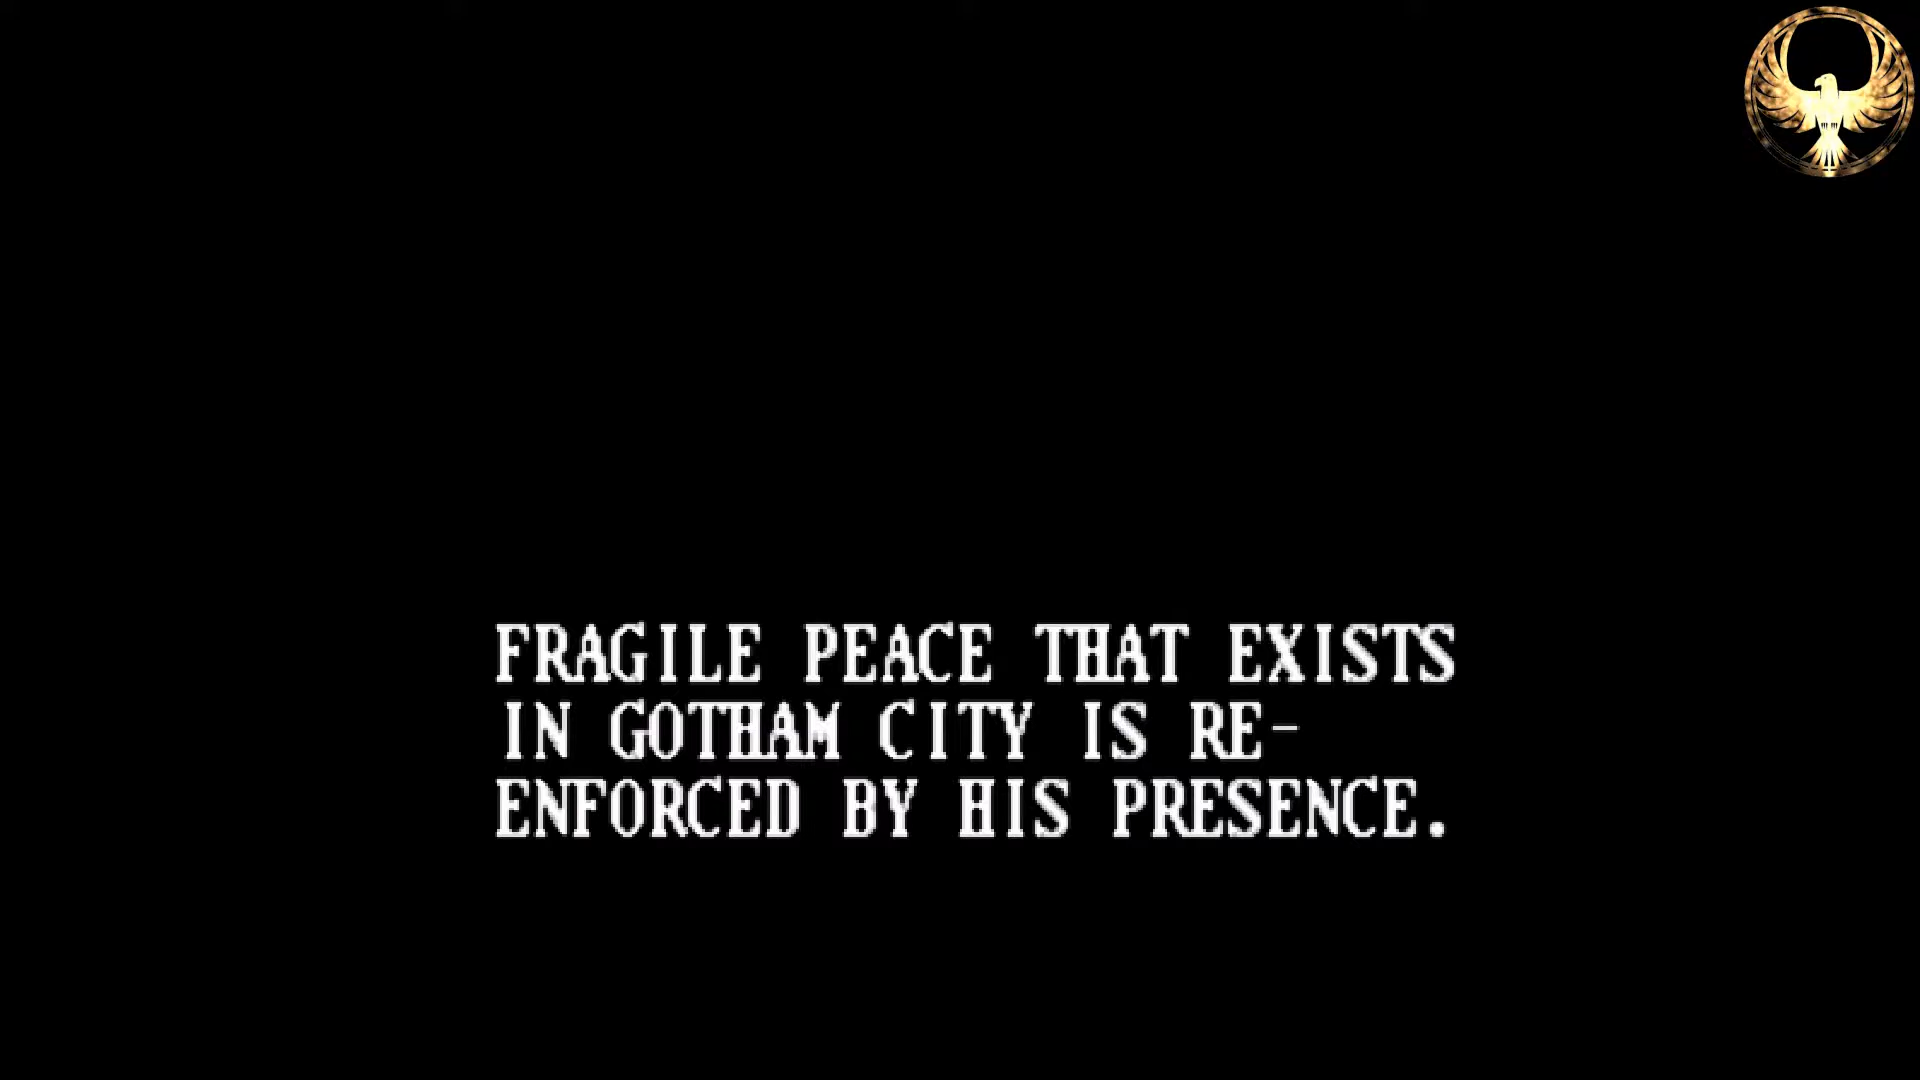 FRAGILE PEACE THAT EXISTS
IN GOTHAM CITY IS RE-
ENFORCED BY HIS PRESENCE.